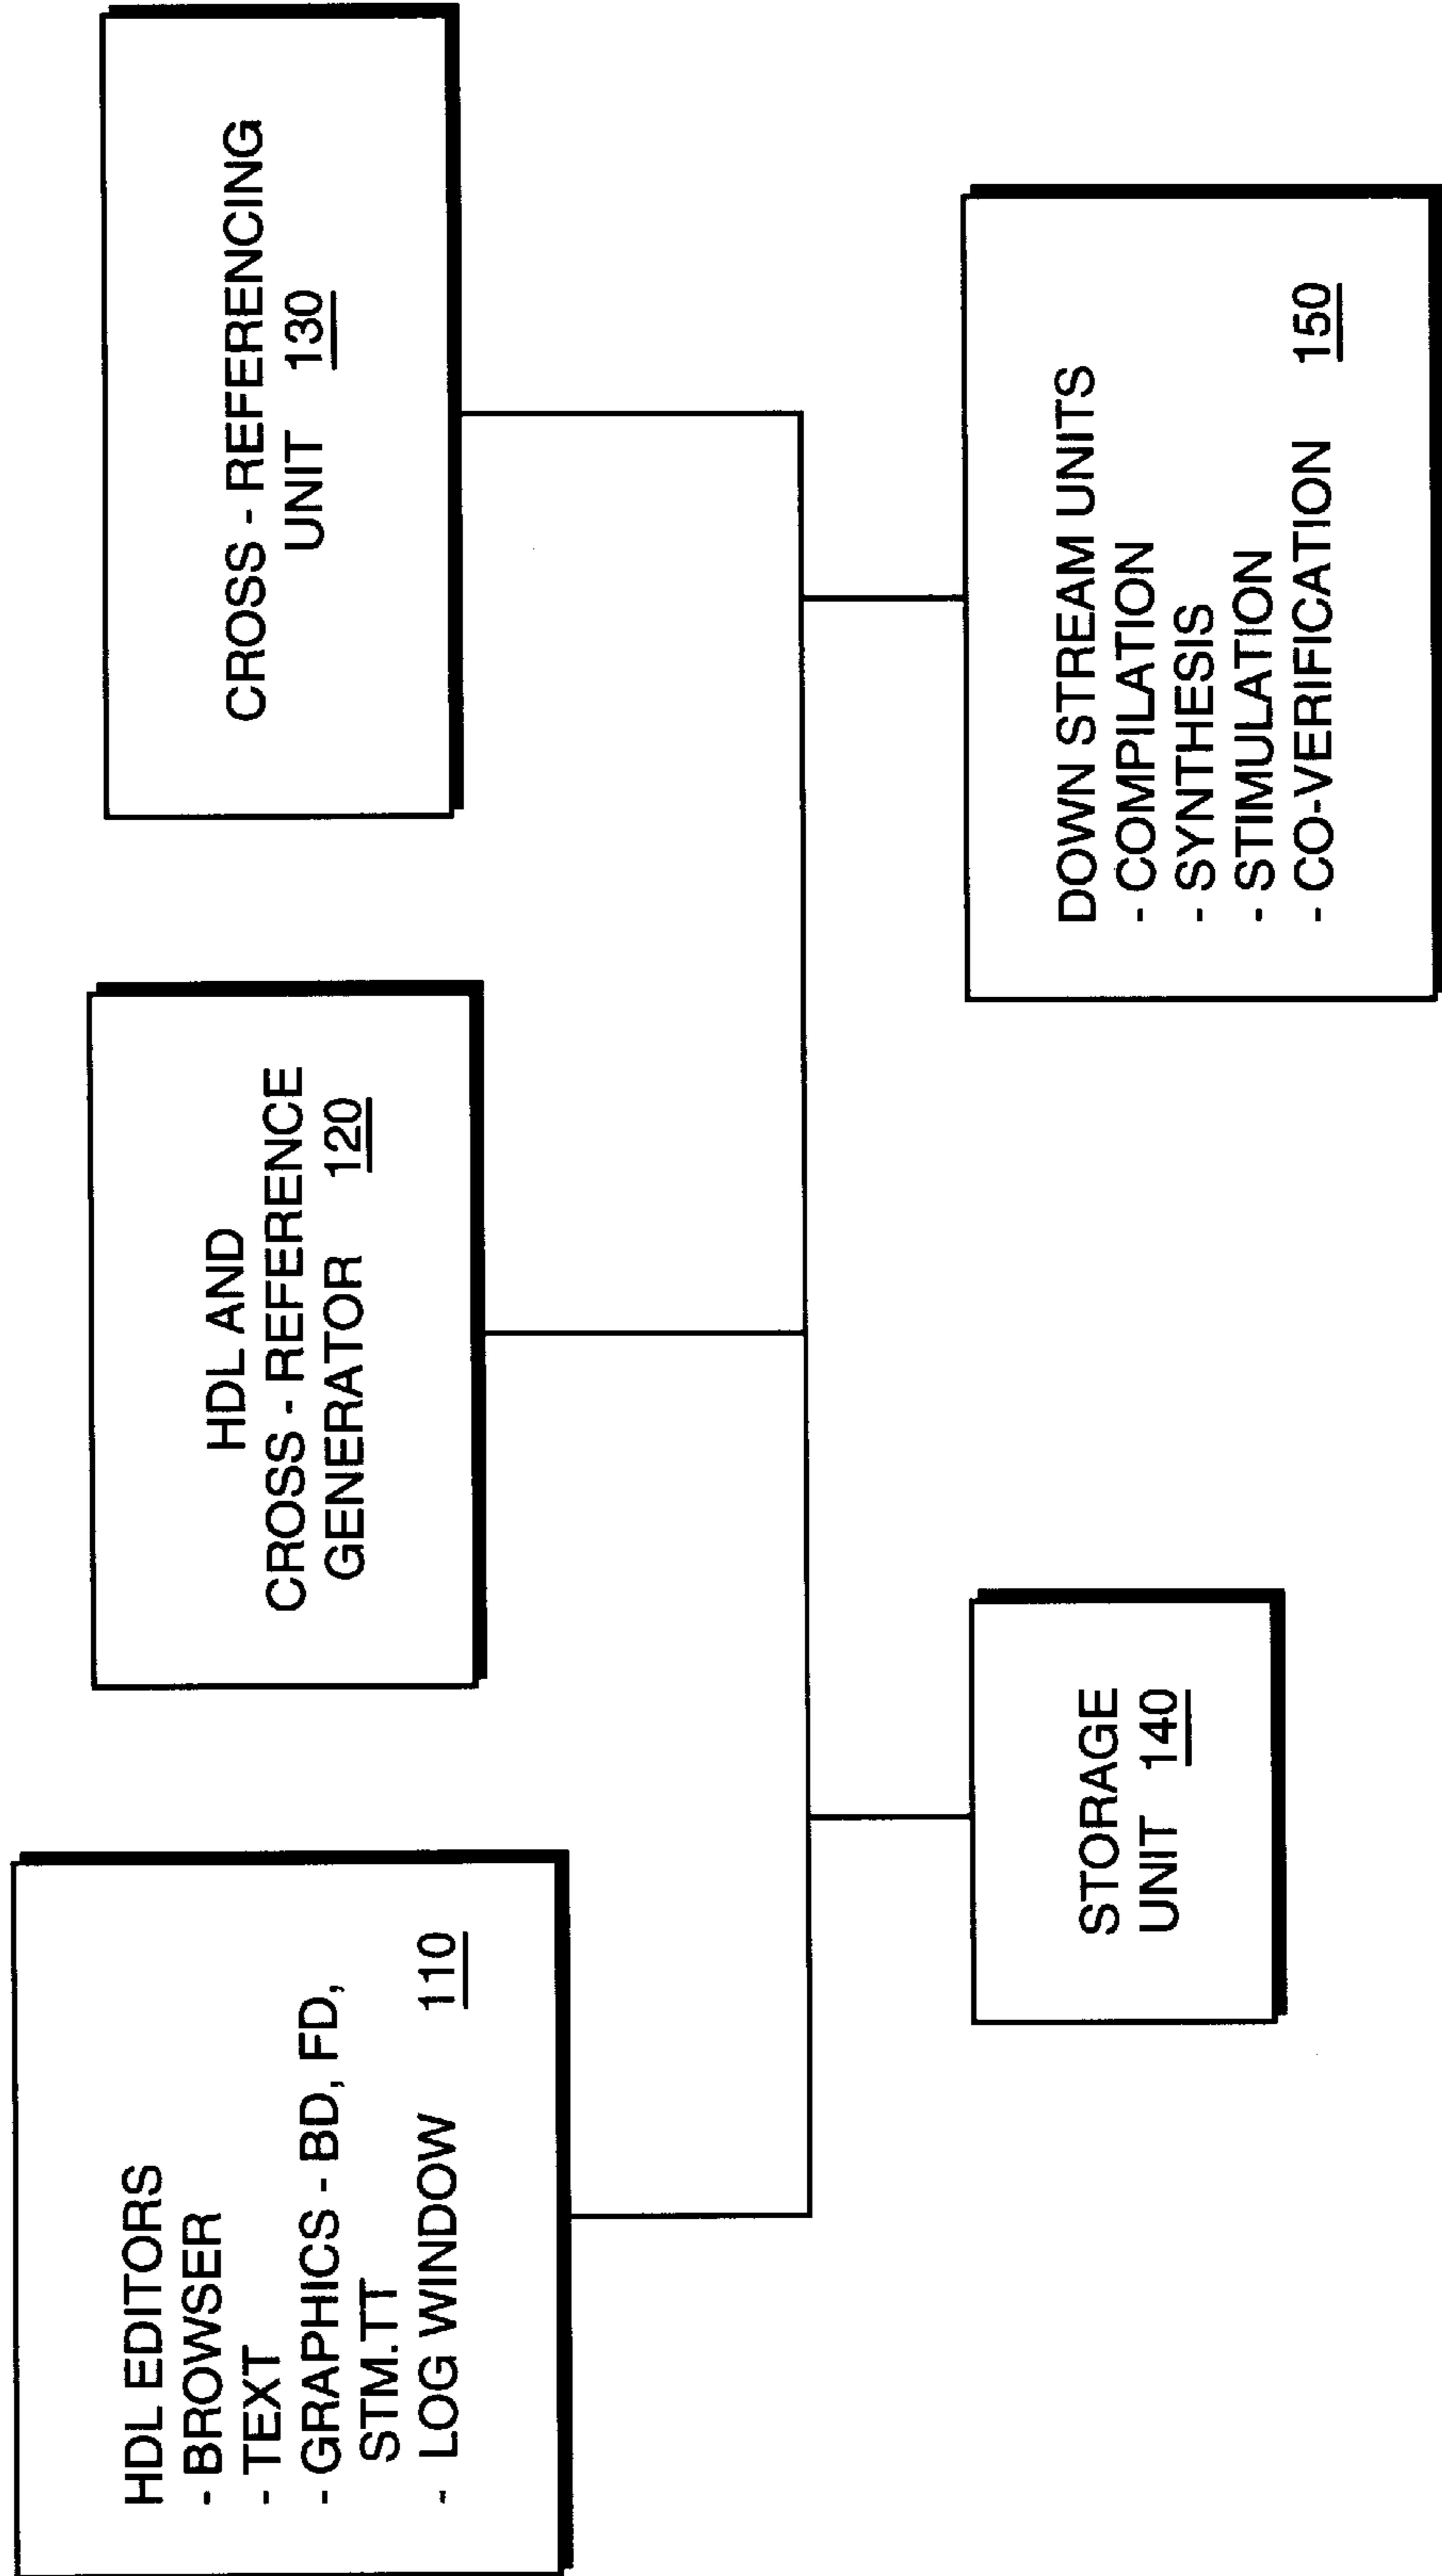 HDL EDITORS
- BROWSER
- TEXT
- GRAPHICS - BD, FD,
STM.TT
- LOG WINDOW 110
HDL AND
CROSS - REFERENCE
GENERATOR 120
CROSS - REFERENCING
UNIT 130
STORAGE
UNIT 140
DOWN STREAM UNITS
- COMPILATION
- SYNTHESIS
- STIMULATION
- CO-VERIFICATION 150